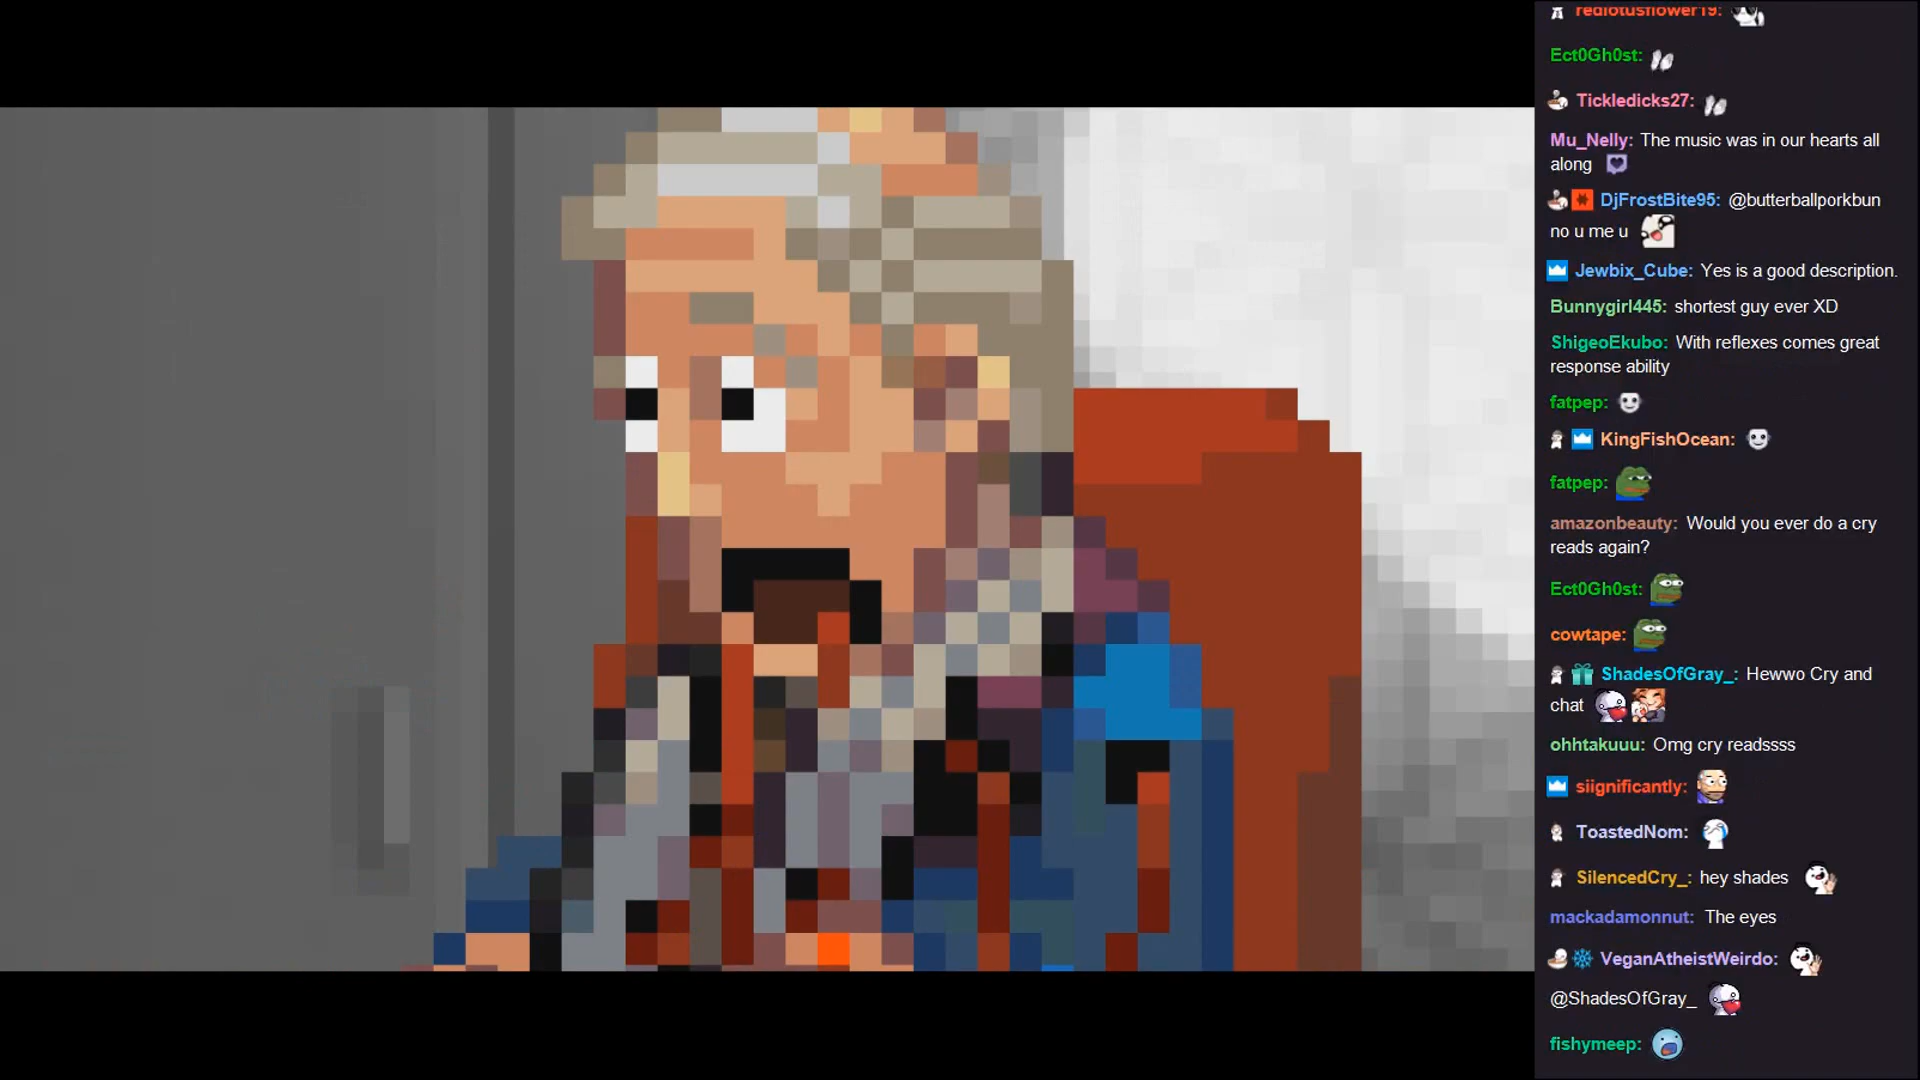 redlotusflower19:
Ect0Gh0st:
Tickledicks27:
Mu_Nelly: The music was in our hearts all
along
DjFrostBite95: @butterballporkbun
no u me u
Jewbix_Cube: Yes is a good description.
Bunnygirl445: shortest guy ever XD
ShigeoEkubo: With reflexes comes great
response ability
fatpep:
KingFishOcean:
fatpep:
amazonbeauty: Would you ever do a cry
reads again?
Ect0Gh0st:
cowtape:
ShadesOfGray_: Hewwo Cry and
chat
ohhtakuuu: Omg cry readssss
siignificantly:
ToastedNom:
SilencedCry_: hey shades
mackadamonnut: The eyes
VeganAtheistWeirdo:
@ShadesOfGray_
fishymeep: